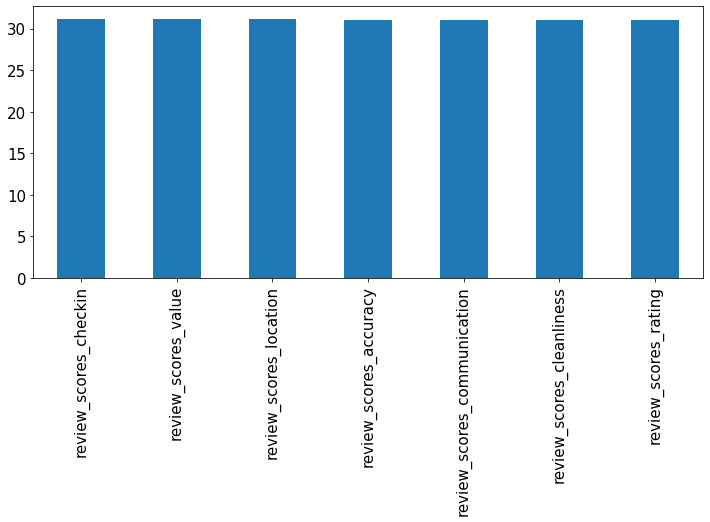 30
25
20
15
10
5
0
review_scores_checkin
review_scores_value
review_scores_location
review_scores_accuracy
review_scores_communication
review_scores_cleanliness
review_scores_rating